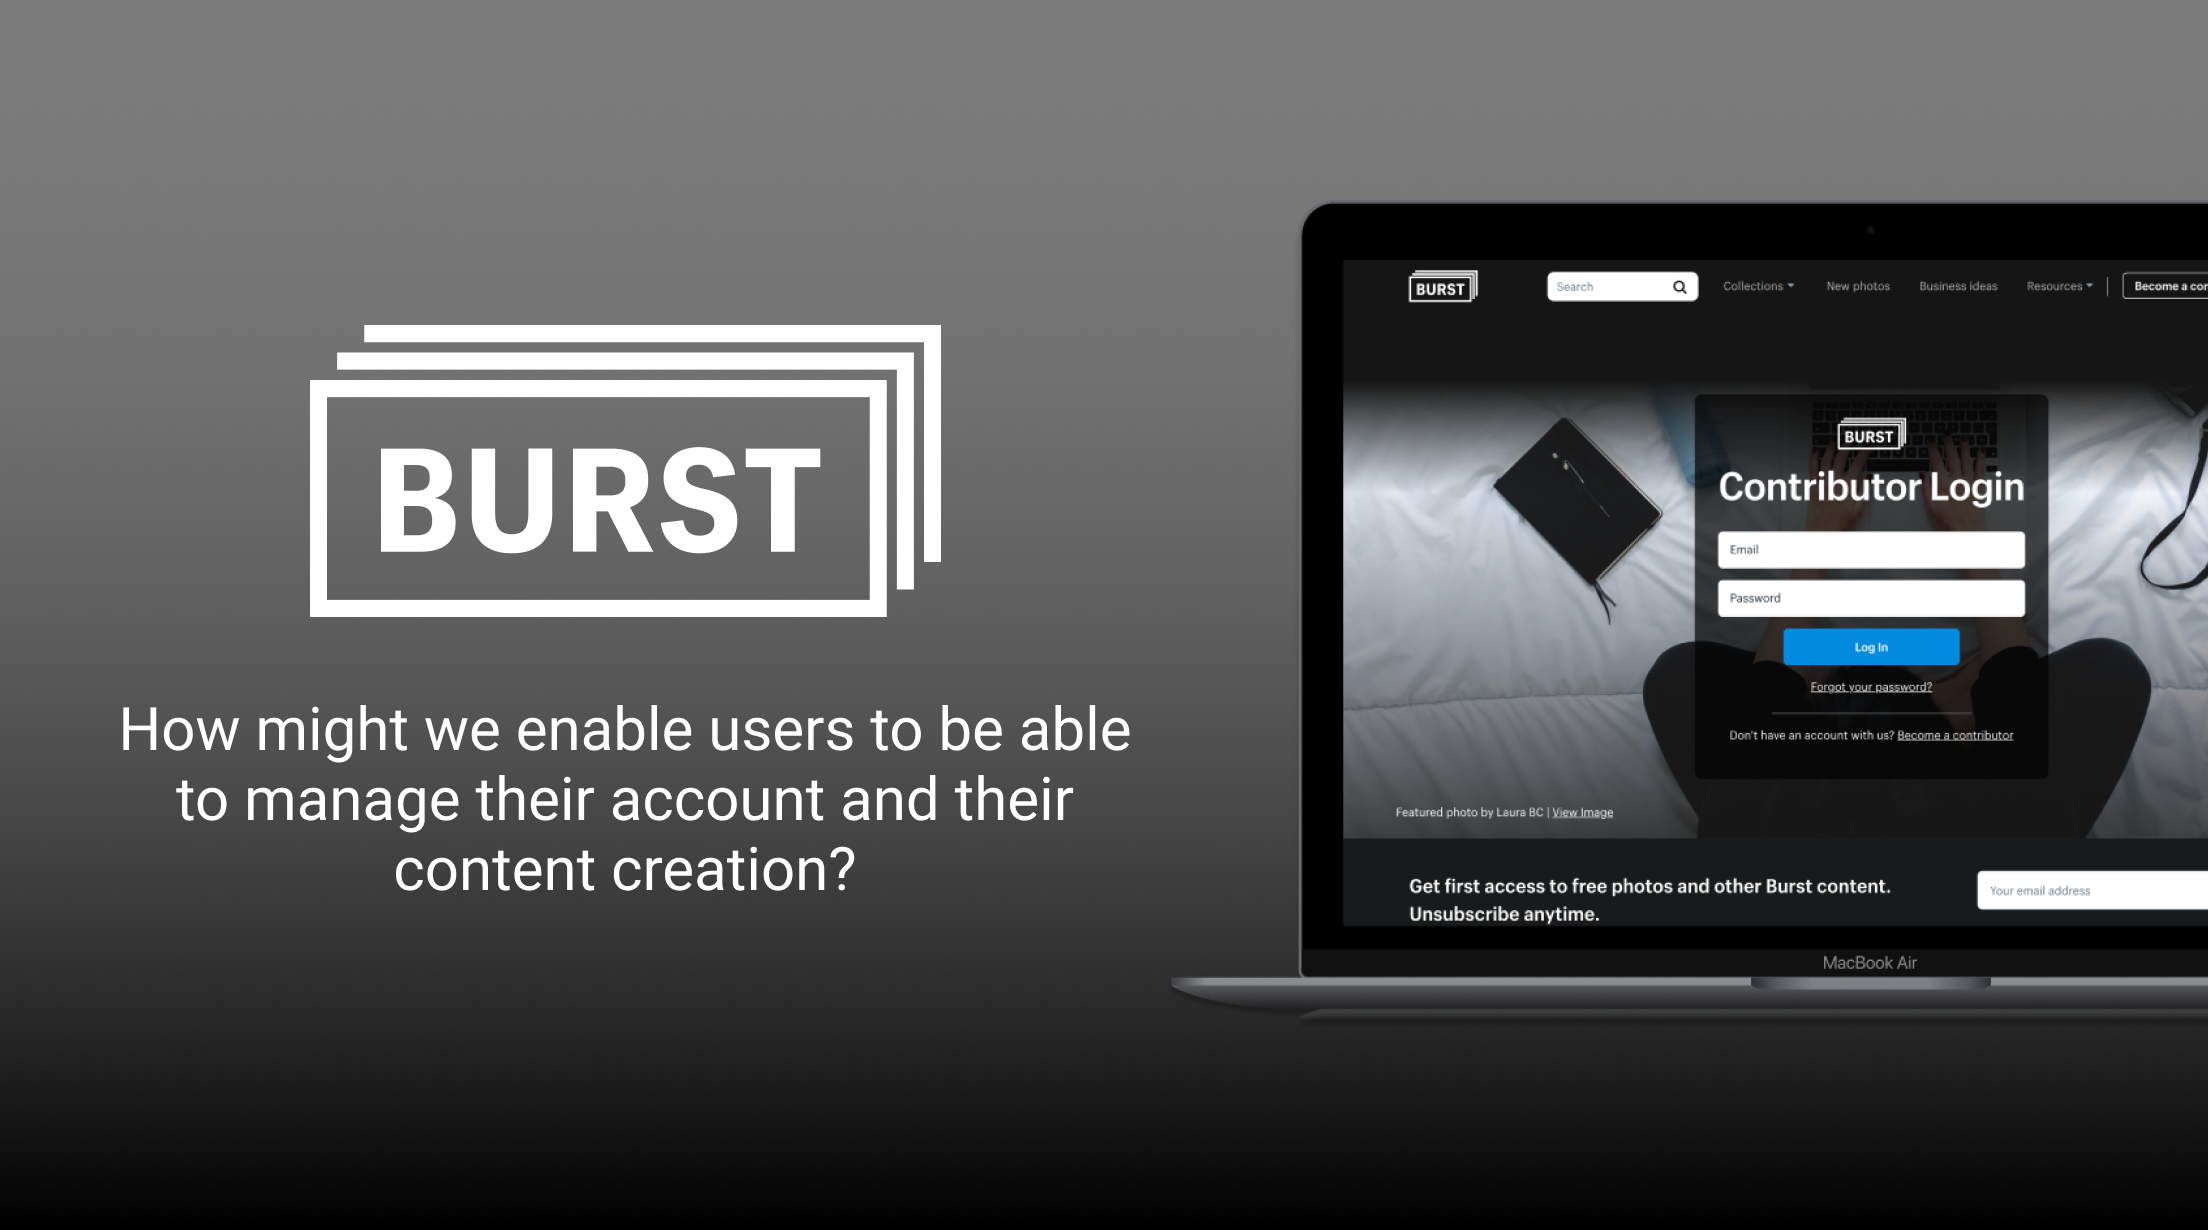 BURST
How might we enable users to be able
to manage their account and their
content creation?
BURST
Search
Collections
New photos
Business ideas
Resources
Become a
BURST
Contributor Login
Email
Password
Log In
Forgot your password?
Don't have an account with us? Become a contributor
Featured photo by Laura BC | View Image
Get first access to free photos and other Burst content.
Unsubscribe anytime.
Your email address
MacBook Air